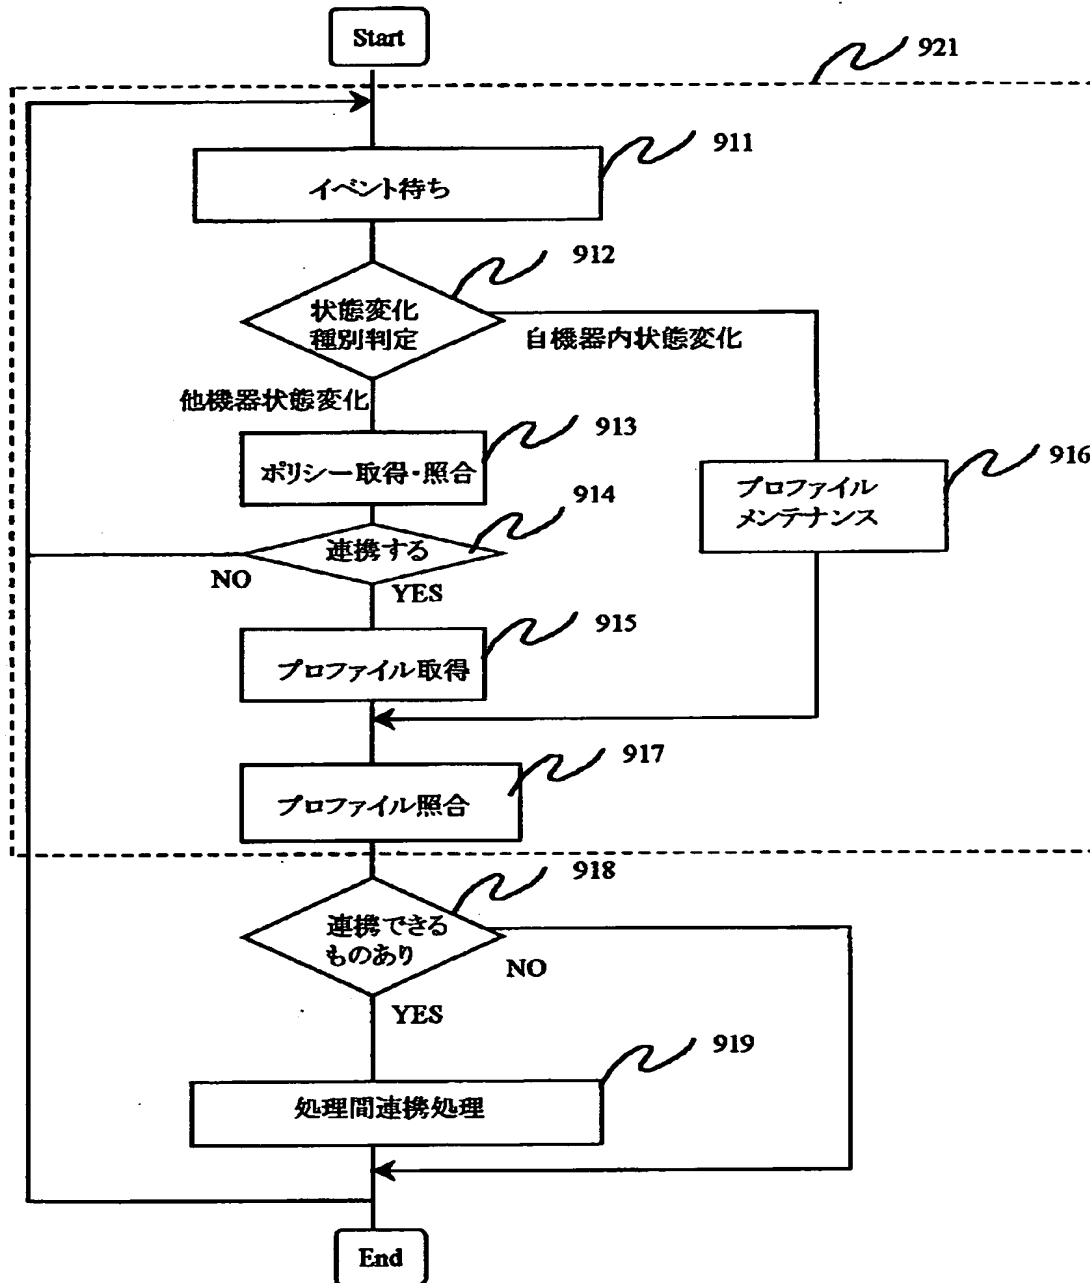 Start
921
911
イベント待ち
912
状態変化
種別判定
自機器内状態変化
他機器状態変化
913
ポリシー取得・照合
916
プロファイル
メンテナンス
914
連携する
NO
YES
915
プロファイル取得
917
プロファイル照合
918
連携できる
ものあり
NO
YES
919
処理間連携処理
End